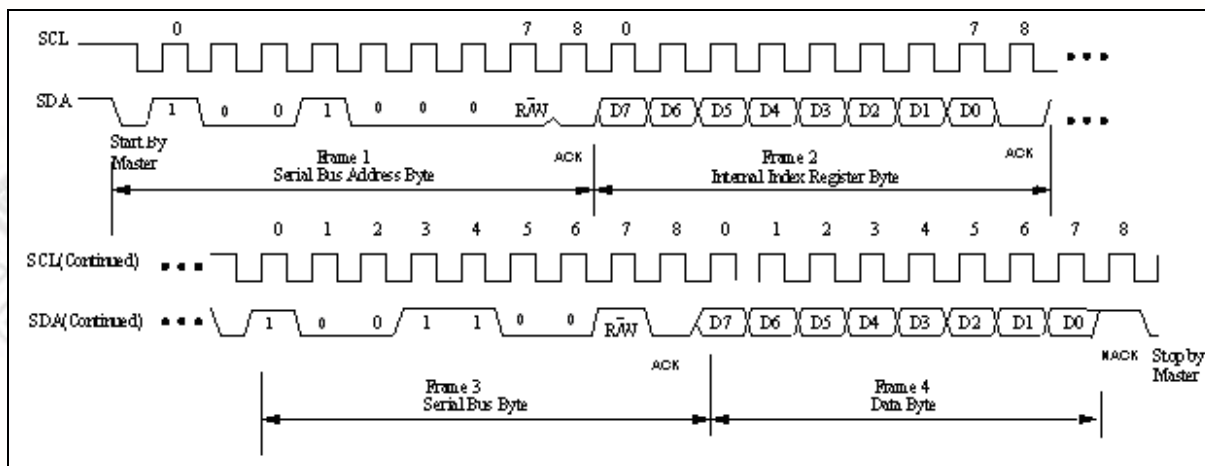 0 7 8 0 7 8
SCL
SDA 1 0 0 1 0 0 0 R/W D7 D6 D5 D4 D3 D2 D1 D0
Start By
Master
Frame 1
Serial Bus Address Byte
ACK
Frame 2
Internal Index Register Byte
ACK
0 1 2 3 4 5 6 7 8 0 1 2 3 4 5 6 7 8
SCL(Continued)
SDA(Continued) 1 0 0 1 1 0 0 R/W D7 D6 D5 D4 D3 D2 D1 D0
ACK
NACK
Stop by
Master
Frame 3
Serial Bus Byte
Frame 4
Data Byte